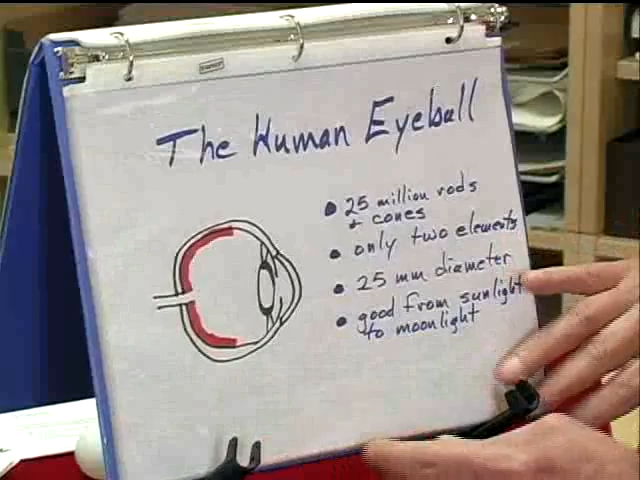 The Human Eyeball
• 25 million rods
+ cones
• only two elements
• 25 mm diameter
• good from sunlight
to moonlight